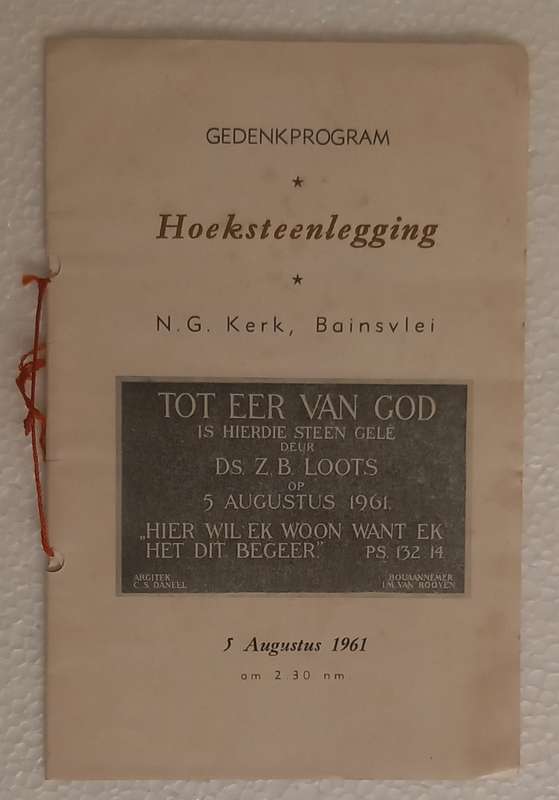 GEDENKPROGRAM
★
Hoeksteenlegging
★
N.G. Kerk, Bainsvlei
TOT EER VAN GOD
IS HIERDIE STEEN GELÊ
DEUR
Ds. Z. B. LOOTS
OP
5 AUGUSTUS 1961.
„HIER WIL EK WOON WANT EK
HET DIT BEGEER." PS. 132 14
ARGITEK BOUAANNEMER
C. S. DANEEL I.M. VAN ROOYEN
5 Augustus 1961
om 2.30 nm.